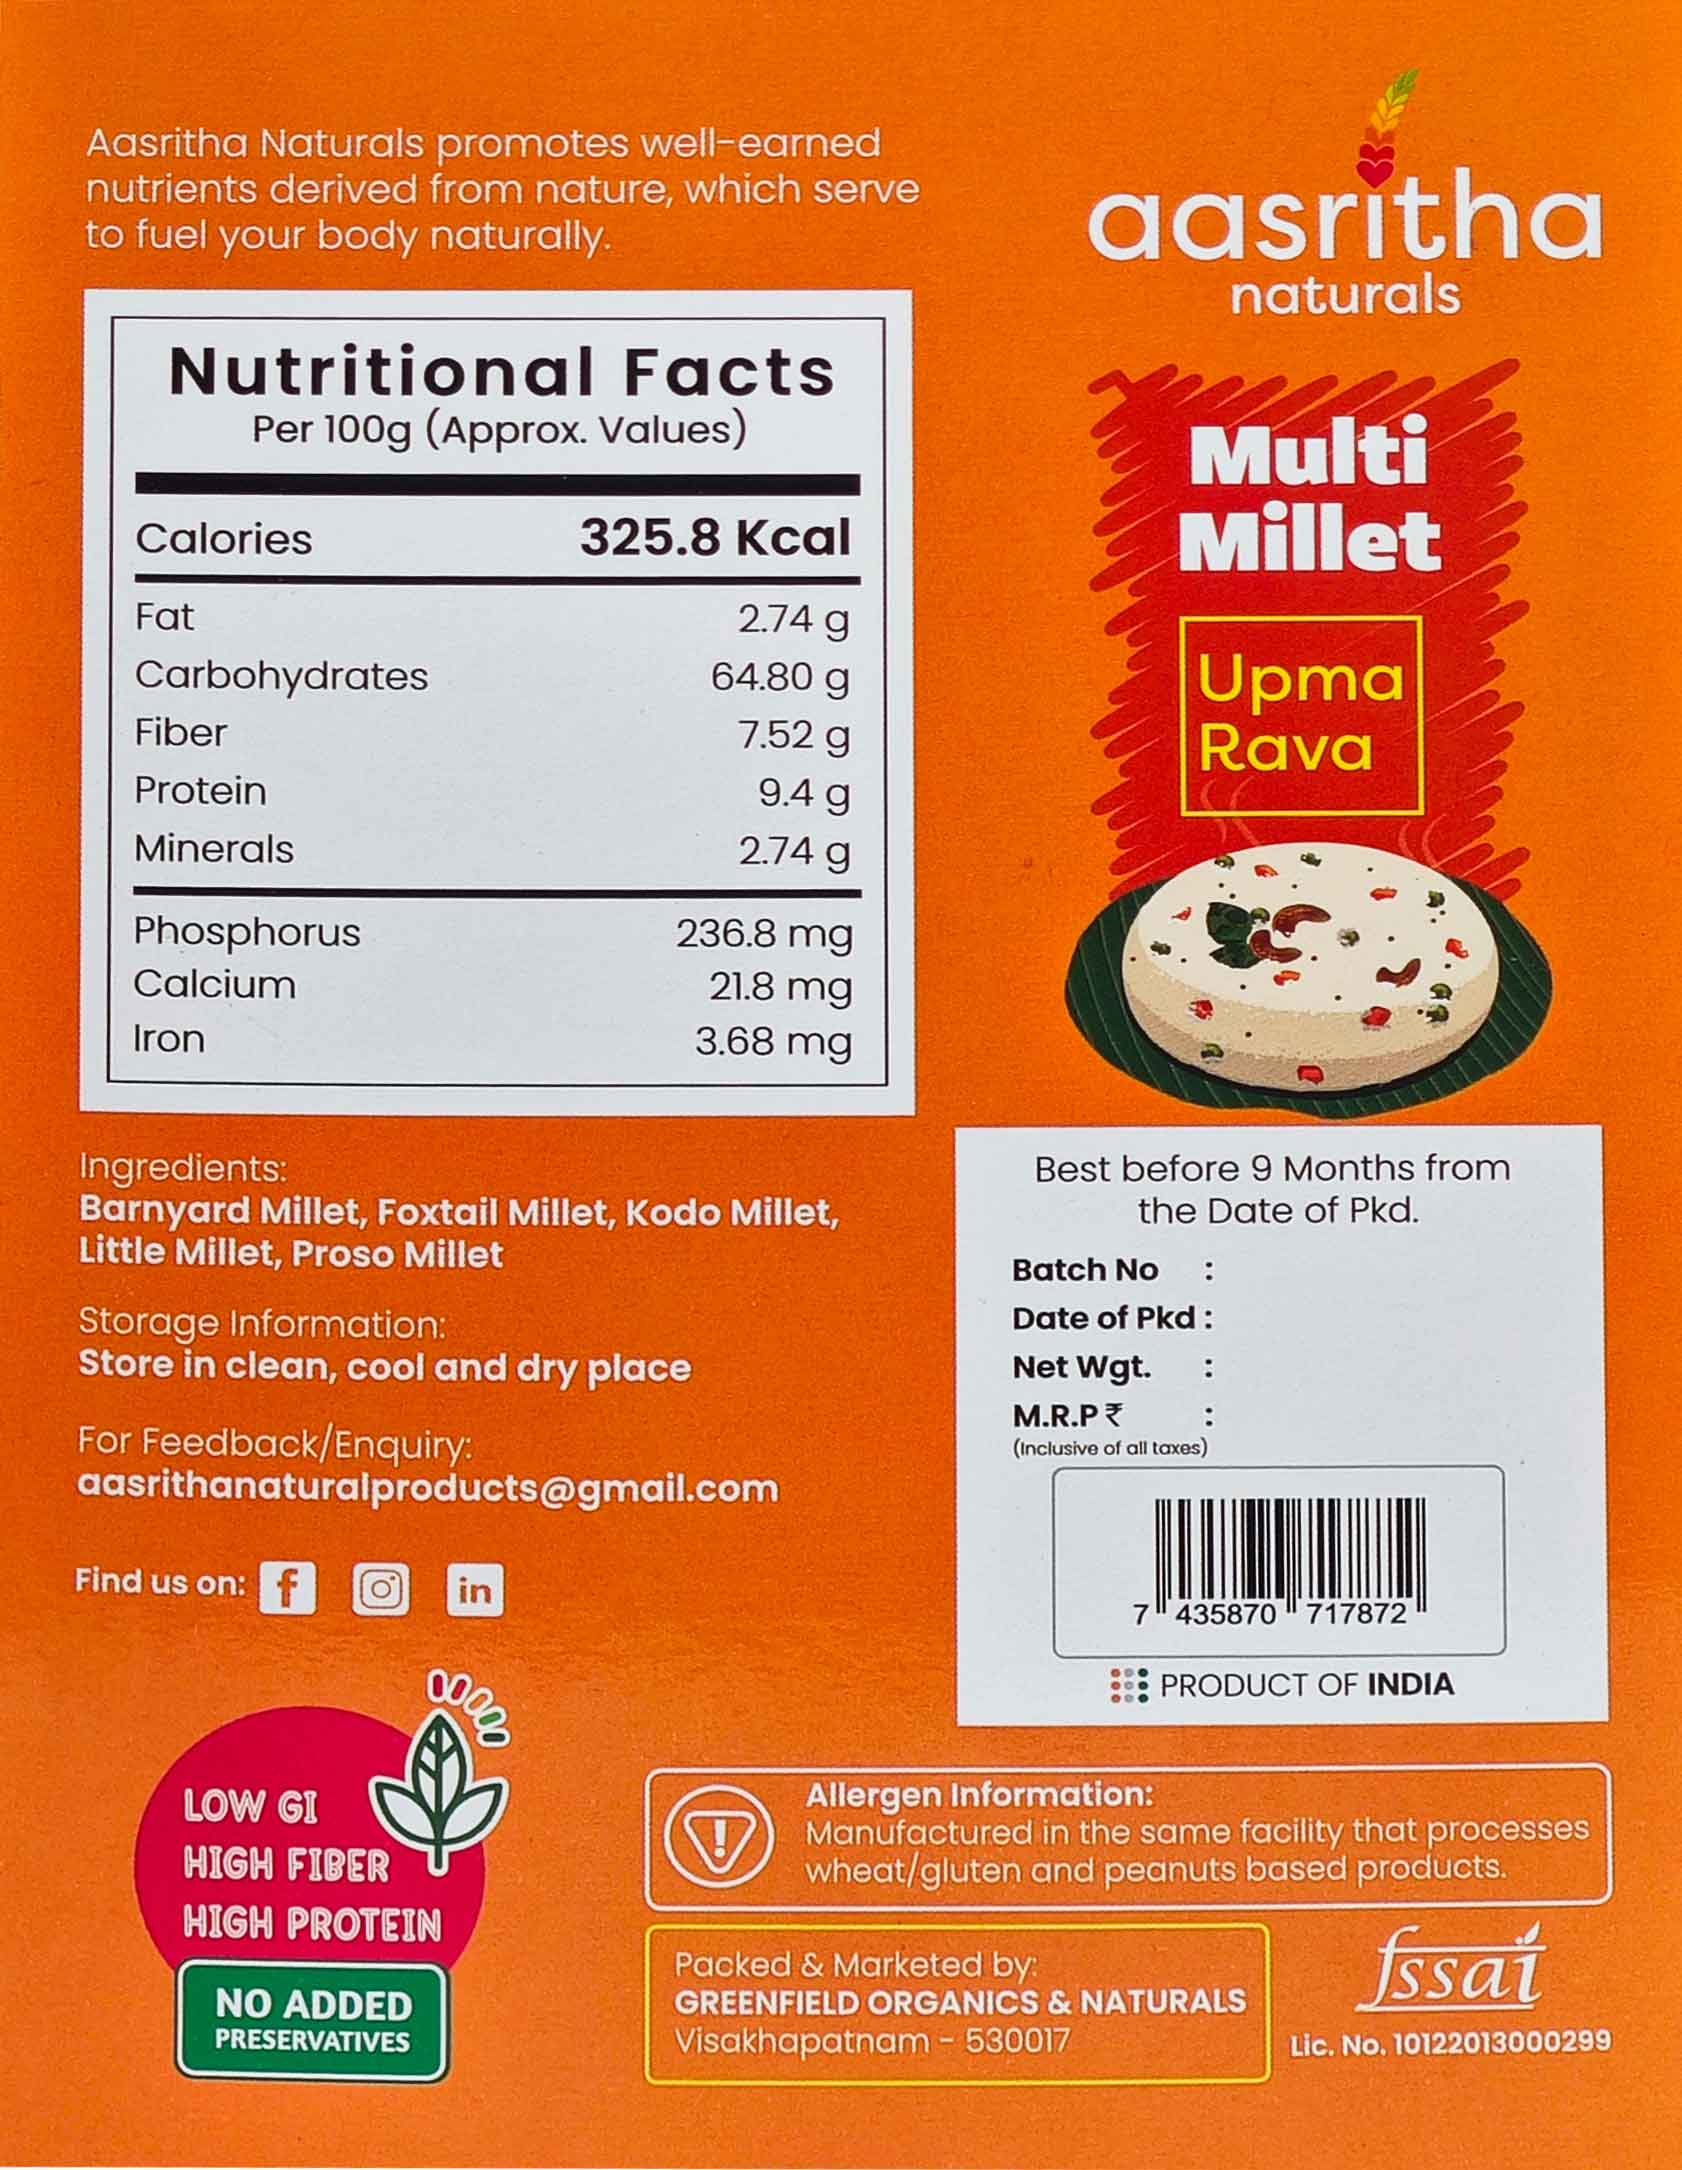 Aasritha Naturals promotes well-earned
nutrients derived from nature, which serve
to fuel your body naturally.
Nutritional Facts
Per 100g (Approx. Values)
Calories 325.8 Kcal
Fat 2.74 g
Carbohydrates 64.80 g
Fiber 7.52 g
Protein 9.4 g
Minerals 2.74 g
Phosphorus 236.8 mg
Calcium 21.8 mg
Iron 3.68 mg
Ingredients:
Barnyard Millet, Foxtail Millet, Kodo Millet,
Little Millet, Proso Millet
Storage Information:
Store in clean, cool and dry place
For Feedback/Enquiry:
aasrithanaturalproducts@gmail.com
Find us on: f in
LOW GI
HIGH FIBER
HIGH PROTEIN
NO ADDED
PRESERVATIVES
aasritha
naturals
Multi
Millet
Upma
Rava
Best before 9 Months from
the Date of Pkd.
Batch No :
Date of Pkd :
Net Wgt. :
M.R.P ₹ :
(Inclusive of all taxes)
7 435870 717872
PRODUCT OF INDIA
Allergen Information:
Manufactured in the same facility that processes
wheat/gluten and peanuts based products.
Packed & Marketed by:
GREENFIELD ORGANICS & NATURALS
Visakhapatnam - 530017
fssai
Lic. No. 10122013000299